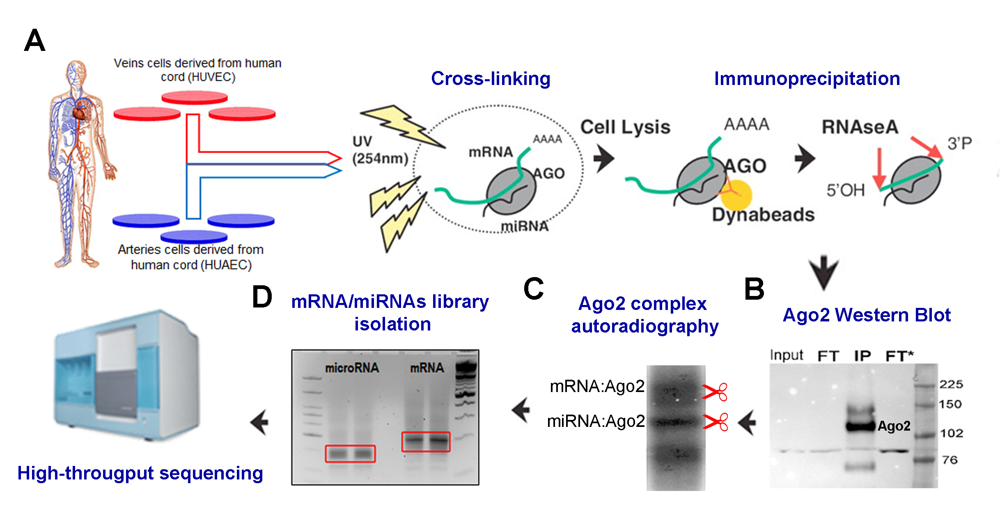 A
Veins cells derived from human
cord (HUVEC)
Arteries cells derived from
human cord (HUAEC)
Cross-linking
UV
(254nm)
mRNA
AAAA
AGO
miRNA
Cell Lysis
Immunoprecipitation
AAAA
AGO
Dynabeads
RNAseA
3'P
5'OH
B
Ago2 Western Blot
Input FT IP FT*
225
150
Ago2
102
76
C
Ago2 complex
autoradiography
mRNA:Ago2
miRNA:Ago2
D
mRNA/miRNAs library
isolation
microRNA mRNA
High-througput sequencing